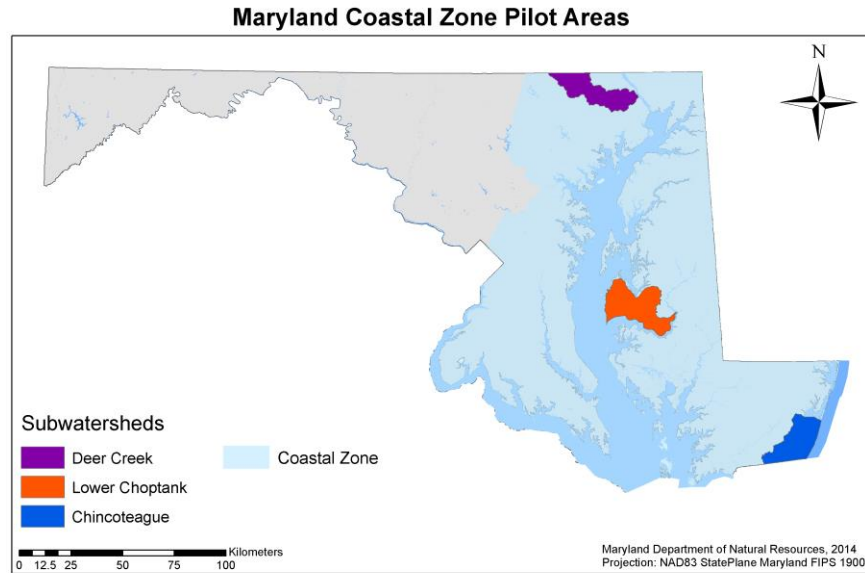 Maryland Coastal Zone Pilot Areas
N
Subwatersheds
Deer Creek
Coastal Zone
Lower Choptank
Chincoteague
Kilometers
0 12.5 25 50 75 100
Maryland Department of Natural Resources, 2014
Projection: NAD83 StatePlane Maryland FIPS 1900